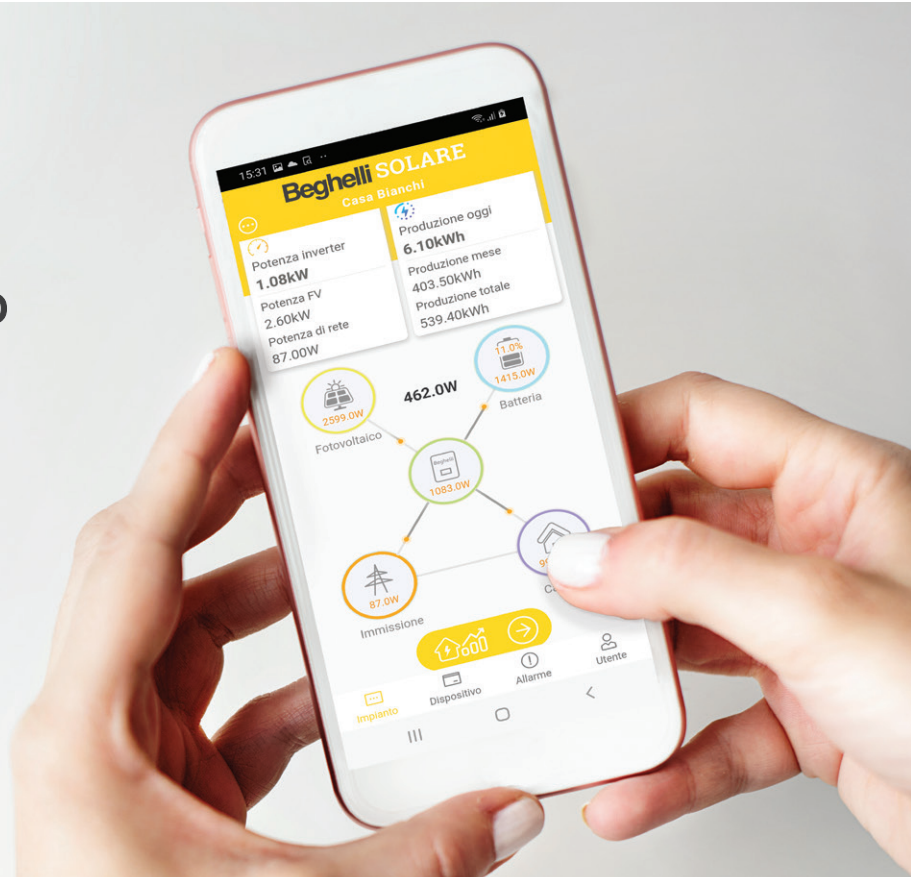 15:31
Beghelli SOLARE
Casa Bianchi
Potenza inverter
1.08kW
Potenza FV
2.60kW
Potenza di rete
87.00W
Produzione oggi
6.10kWh
Produzione mese
403.50kWh
Produzione totale
539.40kWh
2599.0W
Fotovoltaico
462.0W
11.0%
1415.0W
Batteria
Beghelli
1083.0W
87.0W
Immissione
Impianto
Dispositivo
Allarme
Utente